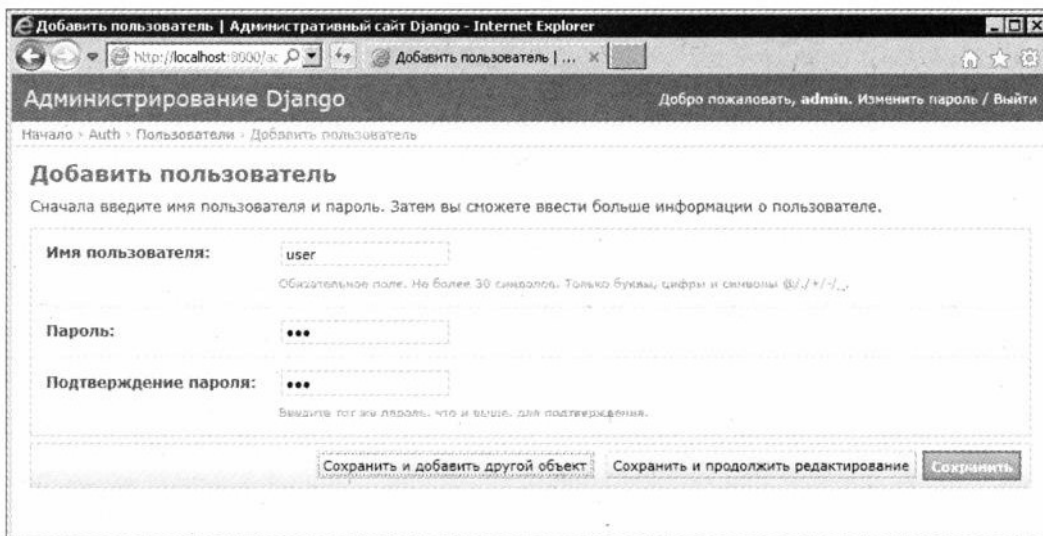 Добавить пользователь | Административный сайт Django - Internet Explorer
http://localhost:8000/ac
Добавить пользователь | ...
Администрирование Django
Добро пожаловать, admin. Изменить пароль / Выйти
Начало › Auth › Пользователи › Добавить пользователь
Добавить пользователь
Сначала введите имя пользователя и пароль. Затем вы сможете ввести больше информации о пользователе.
Имя пользователя:
user
Обязательное поле. Не более 30 символов. Только буквы, цифры и символы @/./+/-/_.
Пароль:
•••
Подтверждение пароля:
•••
Введите тот же пароль, что и выше, для подтверждения.
Сохранить и добавить другой объект
Сохранить и продолжить редактирование
Сохранить